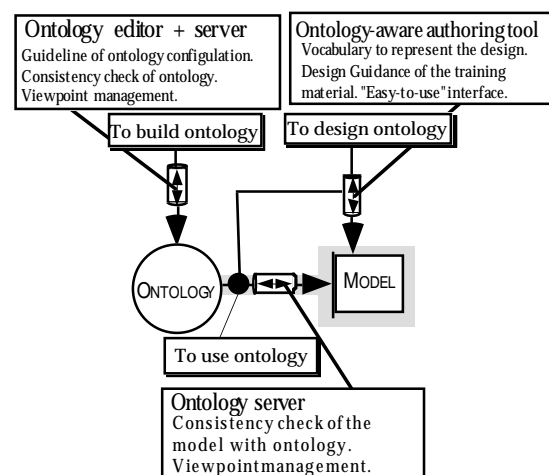 Ontology editor + server
Guideline of ontology configulation.
Consistency check of ontology.
Viewpoint management.
Ontology-aware authoring tool
Vocabulary to represent the design.
Design Guidance of the training
material. "Easy-to-use" interface.
To build ontology
To design ontology
ONTOLOGY
MODEL
To use ontology
Ontology server
Consistency check of the
model with ontology.
Viewpoint management.